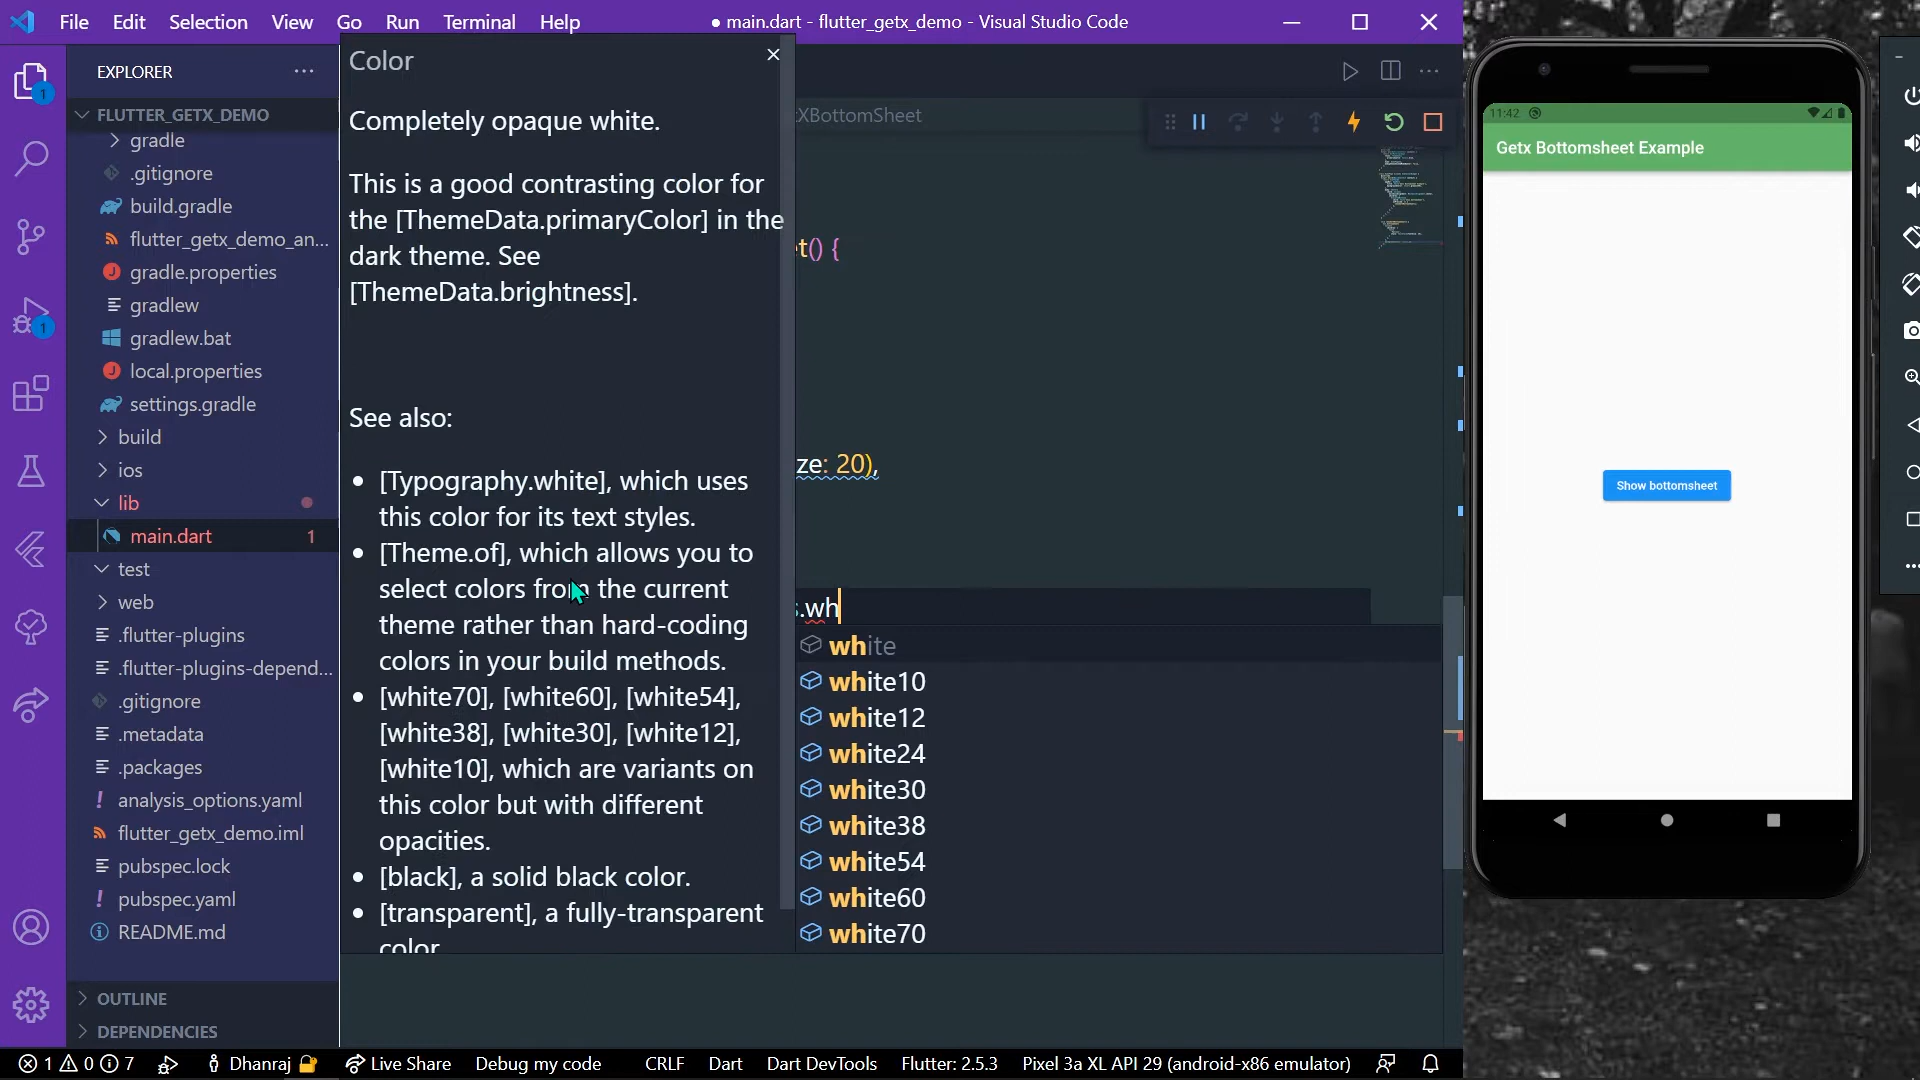 File Edit Selection View Go Run Terminal Help
● main.dart - flutter_getx_demo - Visual Studio Code
EXPLORER
FLUTTER_GETX_DEMO
gradle
.gitignore
build.gradle
flutter_getx_demo_an...
gradle.properties
gradlew
gradlew.bat
local.properties
settings.gradle
build
ios
lib
main.dart 1
test
web
.flutter-plugins
.flutter-plugins-depend...
.gitignore
.metadata
.packages
analysis_options.yaml
flutter_getx_demo.iml
pubspec.lock
pubspec.yaml
README.md
OUTLINE
DEPENDENCIES
1
1
Color
Completely opaque white.
This is a good contrasting color for
the [ThemeData.primaryColor] in the
dark theme. See
[ThemeData.brightness].
See also:
• [Typography.white], which uses
this color for its text styles.
• [Theme.of], which allows you to
select colors from the current
theme rather than hard-coding
colors in your build methods.
• [white70], [white60], [white54],
[white38], [white30], [white12],
[white10], which are variants on
this color but with different
opacities.
• [black], a solid black color.
• [transparent], a fully-transparent
color
XBottomSheet
et() {
ze: 20),
s.wh
white
white10
white12
white24
white30
white38
white54
white60
white70
11:42
Getx Bottomsheet Example
Show bottomsheet
1 0 7 Dhanraj Live Share Debug my code CRLF Dart Dart DevTools Flutter: 2.5.3 Pixel 3a XL API 29 (android-x86 emulator)